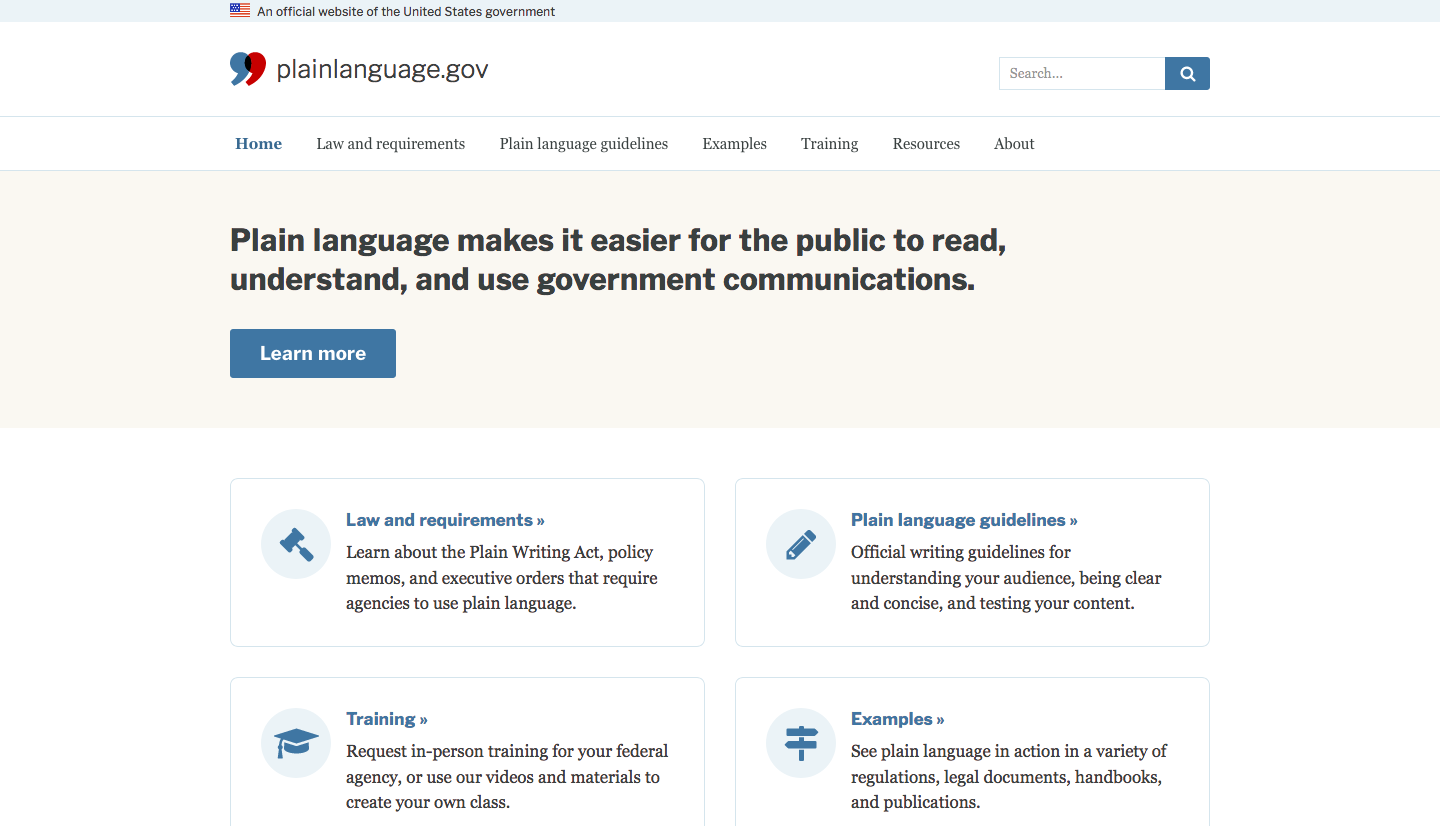 An official website of the United States government
plainlanguage.gov
Search...
Home
Law and requirements
Plain language guidelines
Examples
Training
Resources
About
Plain language makes it easier for the public to read,
understand, and use government communications.
Learn more
Law and requirements »
Learn about the Plain Writing Act, policy
memos, and executive orders that require
agencies to use plain language.
Plain language guidelines »
Official writing guidelines for
understanding your audience, being clear
and concise, and testing your content.
Training »
Request in-person training for your federal
agency, or use our videos and materials to
create your own class.
Examples »
See plain language in action in a variety of
regulations, legal documents, handbooks,
and publications.